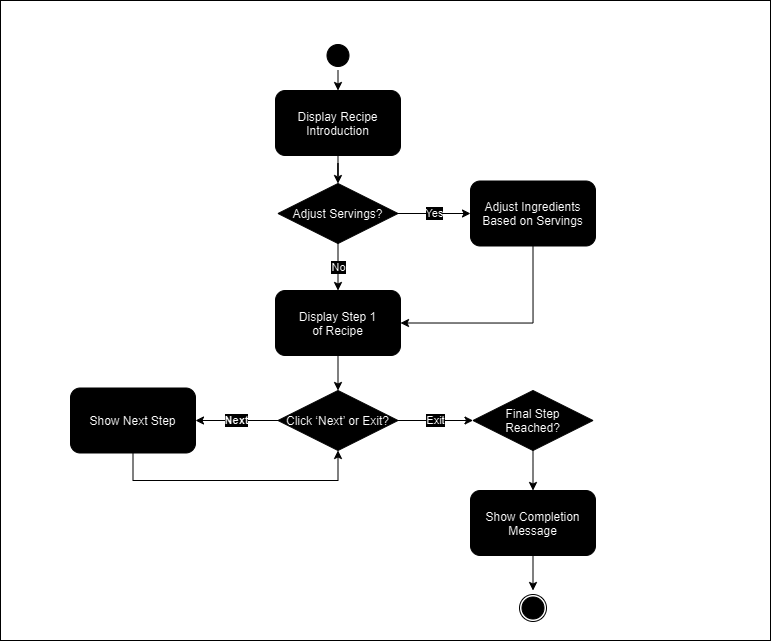 Display Recipe
Introduction
Adjust Servings?
Yes
Adjust Ingredients
Based on Servings
No
Display Step 1
of Recipe
Show Next Step
Next
Click ‘Next’ or Exit?
Exit
Final Step
Reached?
Show Completion
Message